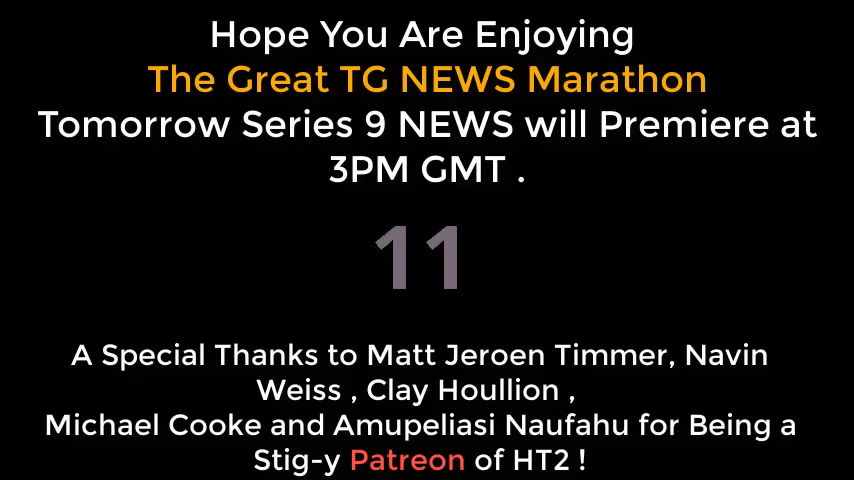 Hope You Are Enjoying
The Great TG NEWS Marathon
Tomorrow Series 9 NEWS will Premiere at
3PM GMT .
11
A Special Thanks to Matt Jeroen Timmer, Navin
Weiss , Clay Houllion ,
Michael Cooke and Amupeliasi Naufahu for Being a
Stig-y Patreon of HT2 !